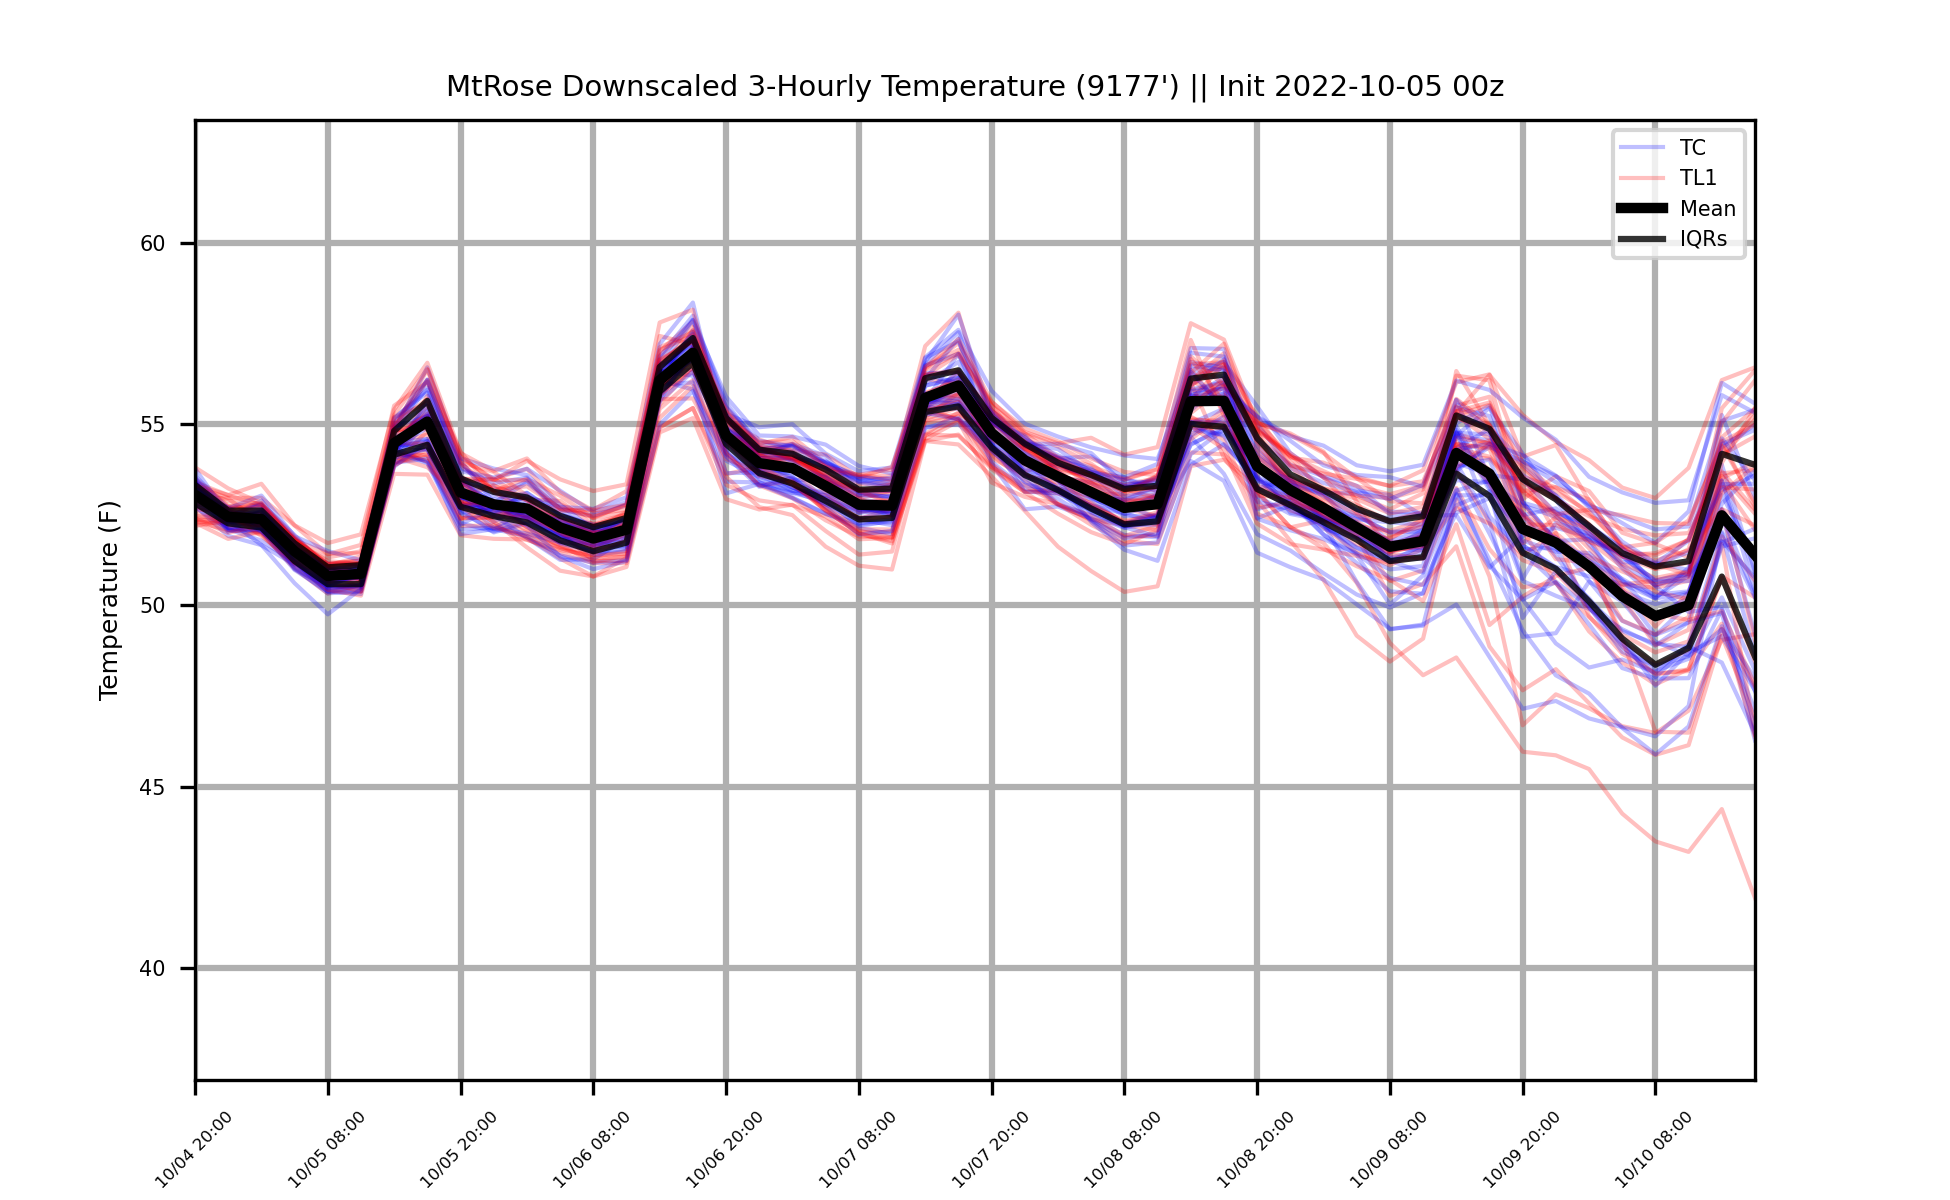 MtRose Downscaled 3-Hourly Temperature (9177') || Init 2022-10-05 00z
TC
TL1
Mean
IQRs
Temperature (F)
60
55
50
45
40
10/04 20:00
10/05 08:00
10/05 20:00
10/06 08:00
10/06 20:00
10/07 08:00
10/07 20:00
10/08 08:00
10/08 20:00
10/09 08:00
10/09 20:00
10/10 08:00